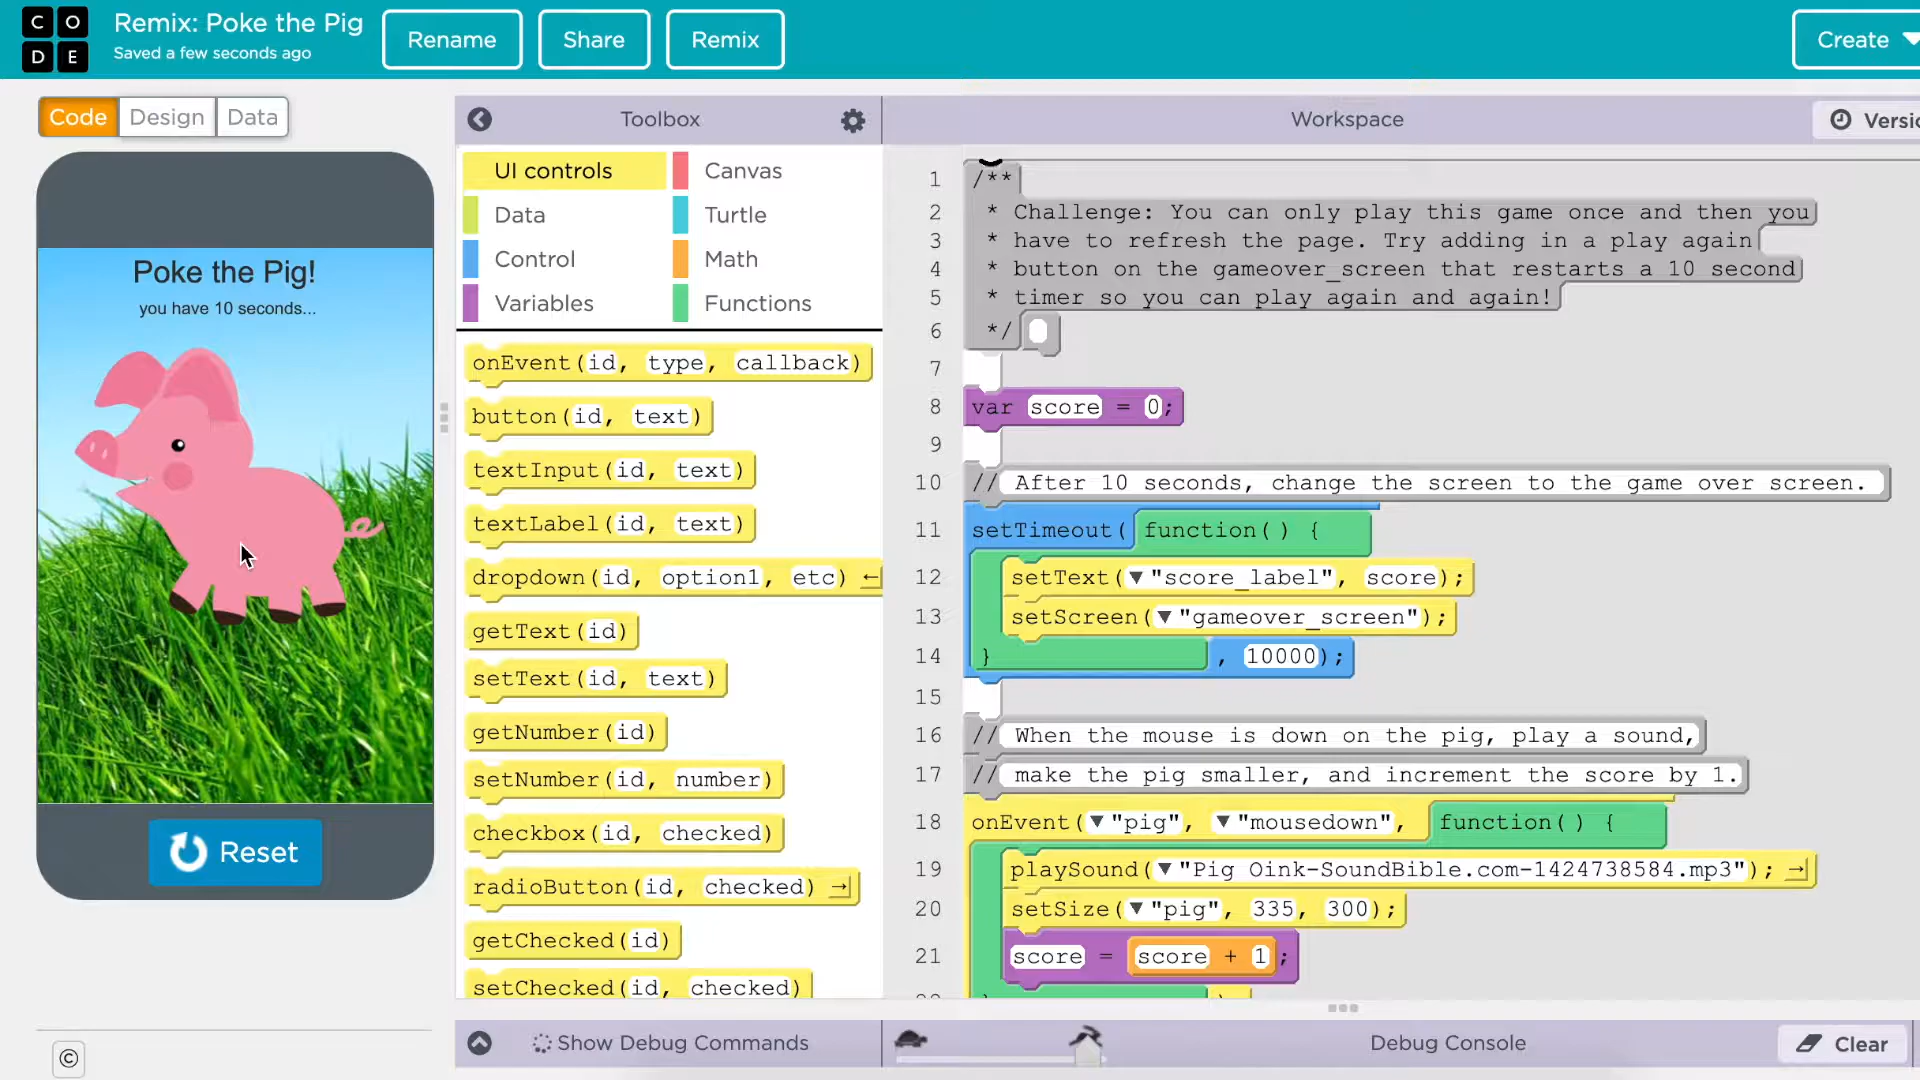 CODE
Remix: Poke the Pig
Saved a few seconds ago
Rename
Share
Remix
Create
Code
Design
Data
Poke the Pig!
you have 10 seconds...
Reset
©
Toolbox
UI controls
Canvas
Data
Turtle
Control
Math
Variables
Functions
onEvent(id, type, callback)
button(id, text)
textInput(id, text)
textLabel(id, text)
dropdown(id, option1, etc) ←
getText(id)
setText(id, text)
getNumber(id)
setNumber(id, number)
checkbox(id, checked)
radioButton(id, checked) →
getChecked(id)
setChecked(id, checked)
Show Debug Commands
Workspace
Versio
1 /**
2 * Challenge: You can only play this game once and then you
3 * have to refresh the page. Try adding in a play again
4 * button on the gameover_screen that restarts a 10 second
5 * timer so you can play again and again!
6 */
7
8 var score = 0;
9
10 // After 10 seconds, change the screen to the game over screen.
11 setTimeout(function() {
12 setText(▼"score_label", score);
13 setScreen(▼"gameover_screen");
14 }, 10000);
15
16 // When the mouse is down on the pig, play a sound,
17 // make the pig smaller, and increment the score by 1.
18 onEvent(▼"pig", ▼"mousedown", function() {
19 playSound(▼"Pig Oink-SoundBible.com-1424738584.mp3"); →
20 setSize(▼"pig", 335, 300);
21 score = score + 1;
Debug Console
Clear